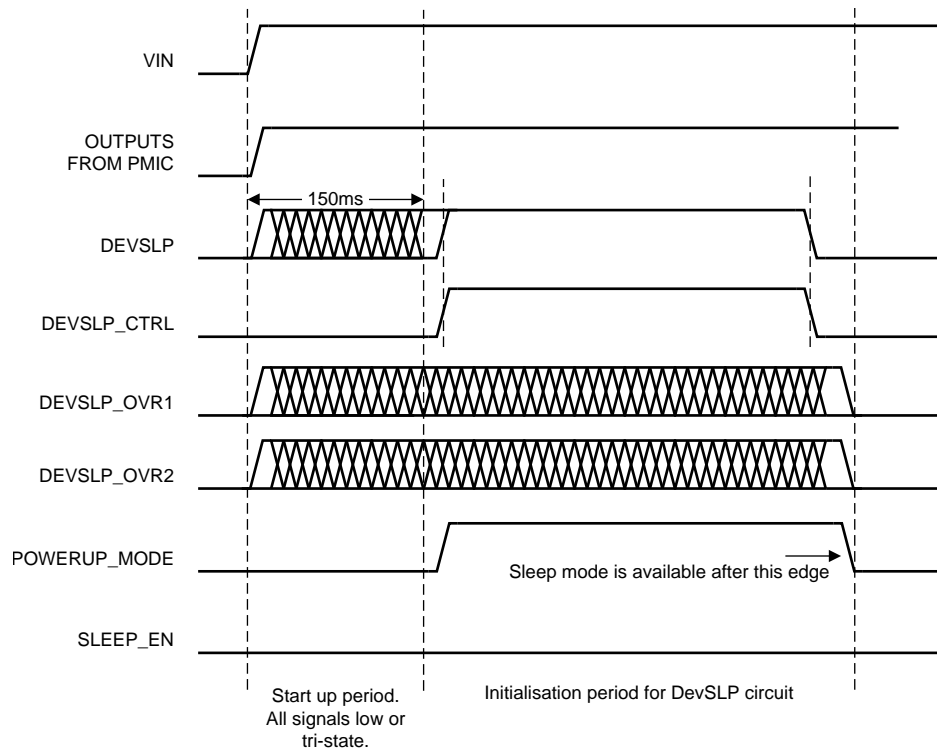 VIN
OUTPUTS
FROM PMIC
150ms
DEVSLP
DEVSLP_CTRL
DEVSLP_OVR1
DEVSLP_OVR2
POWERUP_MODE
Sleep mode is available after this edge
SLEEP_EN
Start up period.
All signals low or
tri-state.
Initialisation period for DevSLP circuit